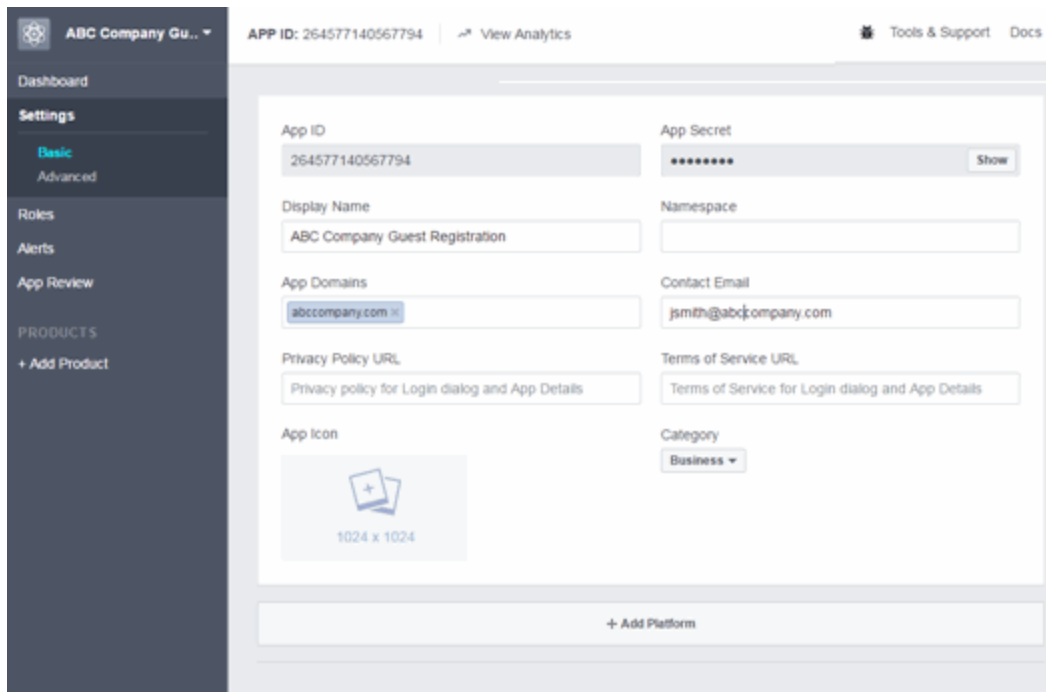 ABC Company Gu..
APP ID: 264577140567794
View Analytics
Tools & Support
Docs
Dashboard
Settings
Basic
Advanced
Roles
Alerts
App Review
PRODUCTS
+ Add Product
App ID
264577140567794
App Secret
••••••••
Show
Display Name
ABC Company Guest Registration
Namespace
App Domains
abccompany.com ×
Contact Email
jsmith@abccompany.com
Privacy Policy URL
Privacy policy for Login dialog and App Details
Terms of Service URL
Terms of Service for Login dialog and App Details
App Icon
1024 x 1024
Category
Business
+ Add Platform